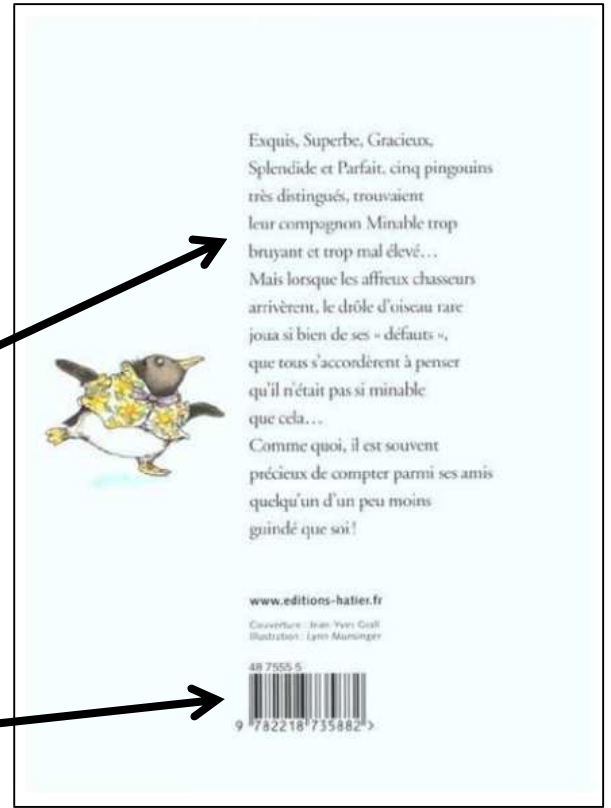 Exquis, Superbe, Gracieux,
Splendide et Parfait, cinq pingouins
très distingués, trouvaient
leur compagnon Minable trop
bruyant et trop mal élevé…
Mais lorsque les affreux chasseurs
arrivèrent, le drôle d'oiseau rare
joua si bien de ses « défauts »,
que tous s'accordèrent à penser
qu'il n'était pas si minable
que cela…
Comme quoi, il est souvent
précieux de compter parmi ses amis
quelqu'un d'un peu moins
guindé que soi !
www.editions-hatier.fr
Couverture : Jean-Yves Grall
Illustration : Lynn Munsinger
48 7555 5
9 782218 735882 >